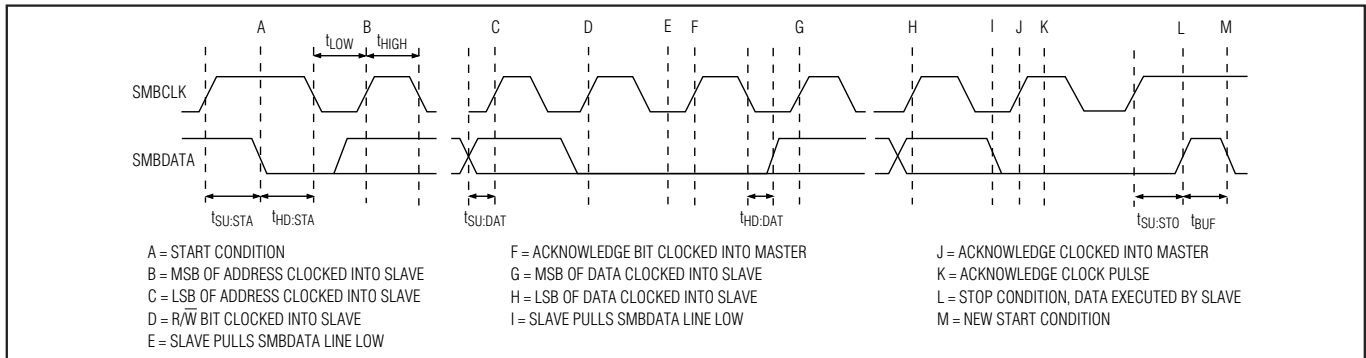 A B C D E F G H I J K L M
tLOW tHIGH
SMBCLK
SMBDATA
tSU:STA tHD:STA tSU:DAT tHD:DAT tSU:STO tBUF
A = START CONDITION
B = MSB OF ADDRESS CLOCKED INTO SLAVE
C = LSB OF ADDRESS CLOCKED INTO SLAVE
D = R/W̅ BIT CLOCKED INTO SLAVE
E = SLAVE PULLS SMBDATA LINE LOW
F = ACKNOWLEDGE BIT CLOCKED INTO MASTER
G = MSB OF DATA CLOCKED INTO SLAVE
H = LSB OF DATA CLOCKED INTO SLAVE
I = SLAVE PULLS SMBDATA LINE LOW
J = ACKNOWLEDGE CLOCKED INTO MASTER
K = ACKNOWLEDGE CLOCK PULSE
L = STOP CONDITION, DATA EXECUTED BY SLAVE
M = NEW START CONDITION